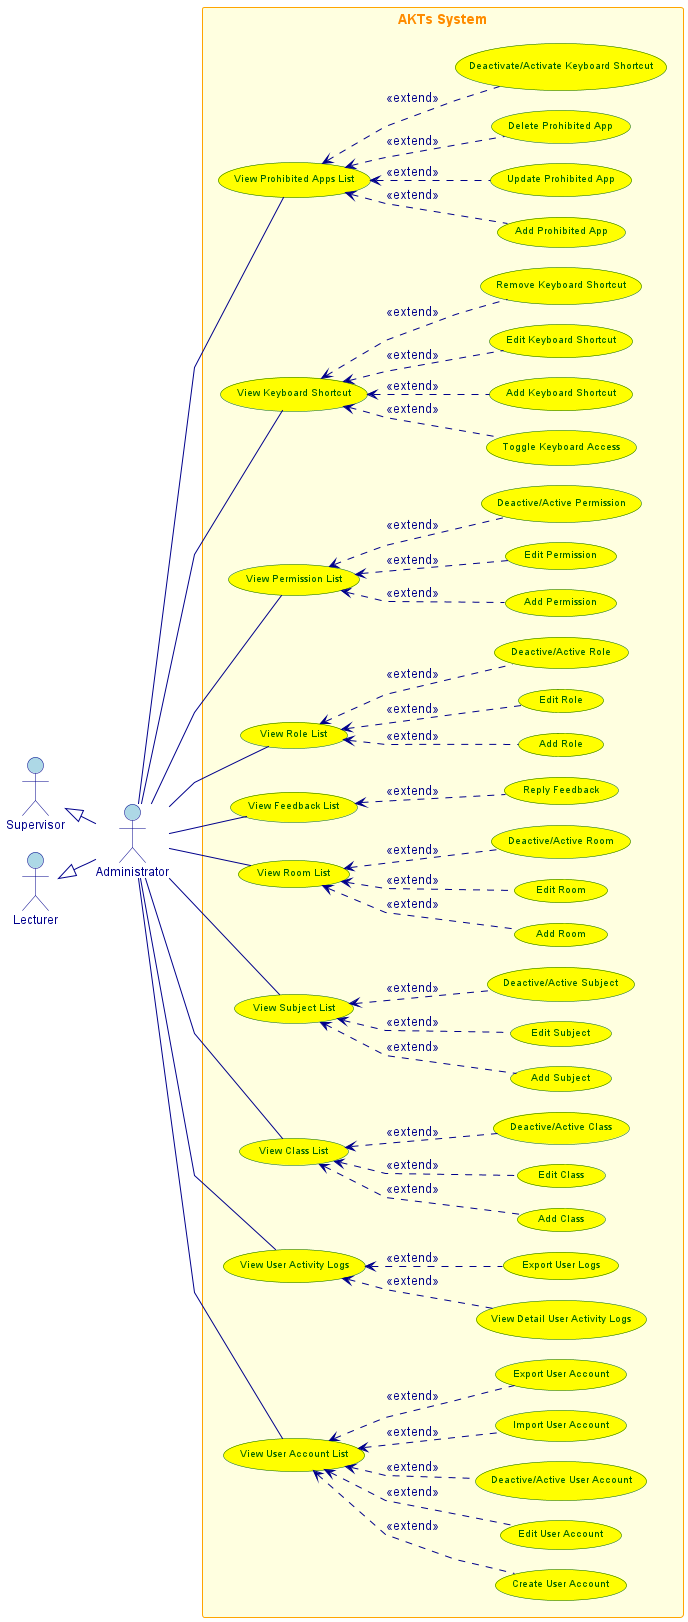 AKTs System
Deactivate/Activate Keyboard Shortcut
«extend»
Delete Prohibited App
«extend»
View Prohibited Apps List
«extend»
Update Prohibited App
«extend»
Add Prohibited App
Remove Keyboard Shortcut
«extend»
Edit Keyboard Shortcut
«extend»
View Keyboard Shortcut
«extend»
Add Keyboard Shortcut
«extend»
Toggle Keyboard Access
Deactive/Active Permission
«extend»
Edit Permission
«extend»
View Permission List
«extend»
Add Permission
Deactive/Active Role
«extend»
Edit Role
«extend»
View Role List
«extend»
Add Role
Reply Feedback
«extend»
View Feedback List
Supervisor
Deactive/Active Room
«extend»
Administrator
View Room List
«extend»
Edit Room
«extend»
Lecturer
Add Room
Deactive/Active Subject
«extend»
View Subject List
«extend»
Edit Subject
«extend»
Add Subject
Deactive/Active Class
«extend»
View Class List
«extend»
Edit Class
«extend»
Add Class
«extend»
View User Activity Logs
Export User Logs
«extend»
View Detail User Activity Logs
Export User Account
«extend»
Import User Account
«extend»
View User Account List
«extend»
Deactive/Active User Account
«extend»
Edit User Account
«extend»
Create User Account